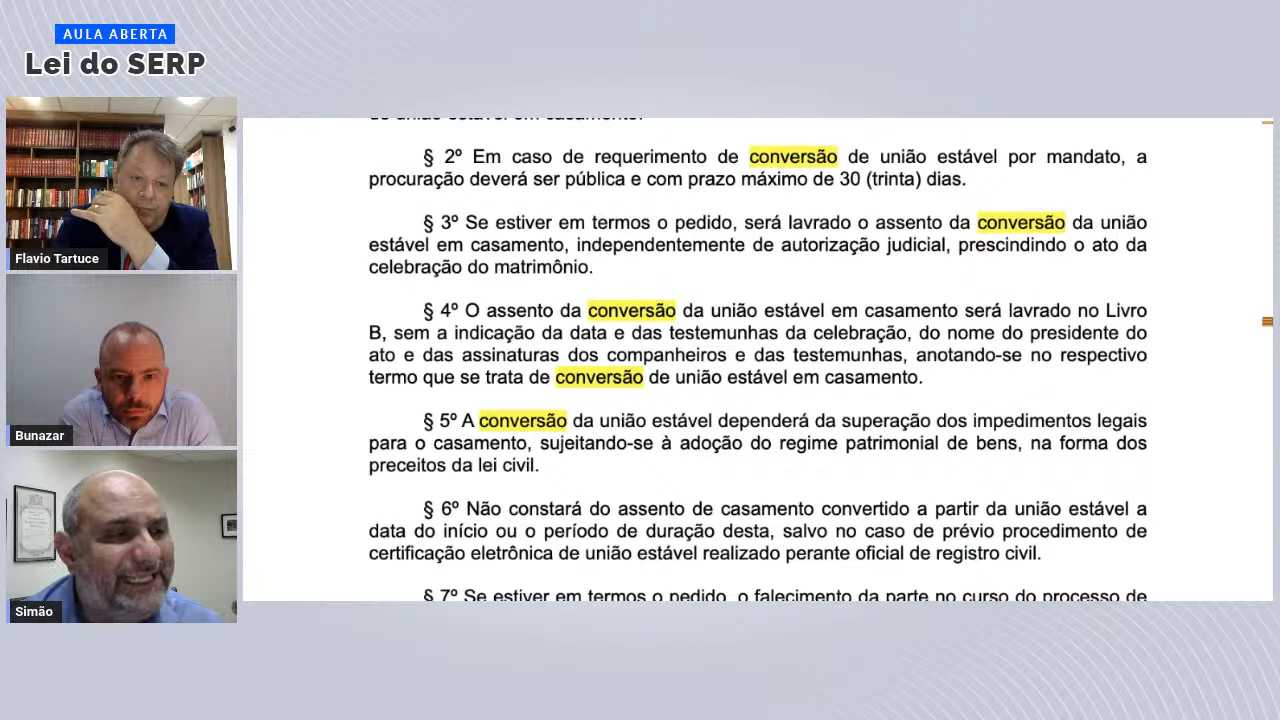 AULA ABERTA
Lei do SERP
Flavio Tartuce
Bunazar
Simão
de união estável em casamento.
§ 2º Em caso de requerimento de conversão de união estável por mandato, a
procuração deverá ser pública e com prazo máximo de 30 (trinta) dias.
§ 3º Se estiver em termos o pedido, será lavrado o assento da conversão da união
estável em casamento, independentemente de autorização judicial, prescindindo o ato da
celebração do matrimônio.
§ 4º O assento da conversão da união estável em casamento será lavrado no Livro
B, sem a indicação da data e das testemunhas da celebração, do nome do presidente do
ato e das assinaturas dos companheiros e das testemunhas, anotando-se no respectivo
termo que se trata de conversão de união estável em casamento.
§ 5º A conversão da união estável dependerá da superação dos impedimentos legais
para o casamento, sujeitando-se à adoção do regime patrimonial de bens, na forma dos
preceitos da lei civil.
§ 6º Não constará do assento de casamento convertido a partir da união estável a
data do início ou o período de duração desta, salvo no caso de prévio procedimento de
certificação eletrônica de união estável realizado perante oficial de registro civil.
§ 7º Se estiver em termos o pedido, o falecimento da parte no curso do processo de